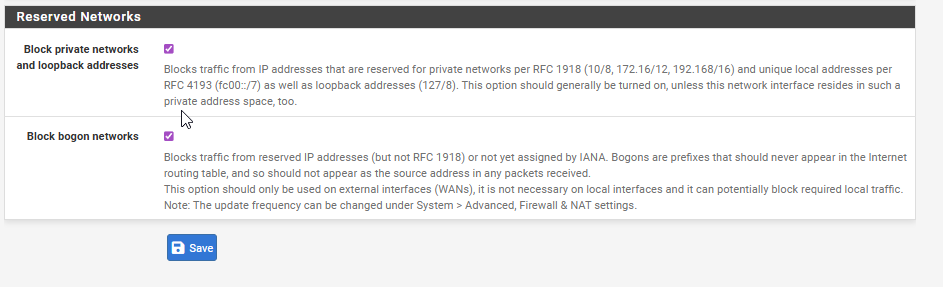 Reserved Networks
Block private networks
and loopback addresses
Blocks traffic from IP addresses that are reserved for private networks per RFC 1918 (10/8, 172.16/12, 192.168/16) and unique local addresses per
RFC 4193 (fc00::/7) as well as loopback addresses (127/8). This option should generally be turned on, unless this network interface resides in such a
private address space, too.
Block bogon networks
Blocks traffic from reserved IP addresses (but not RFC 1918) or not yet assigned by IANA. Bogons are prefixes that should never appear in the Internet
routing table, and so should not appear as the source address in any packets received.
This option should only be used on external interfaces (WANs), it is not necessary on local interfaces and it can potentially block required local traffic.
Note: The update frequency can be changed under System > Advanced, Firewall & NAT settings.
Save